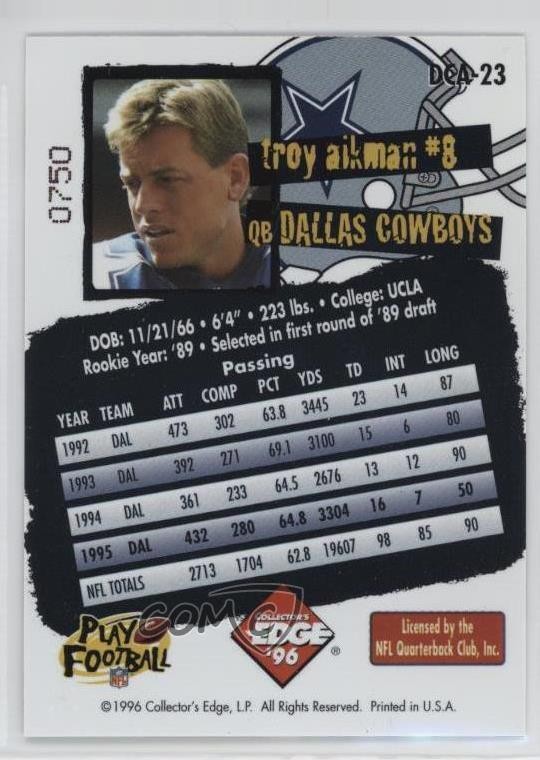 DCA-23
0750
troy aikman #8
QB DALLAS COWBOYS
DOB: 11/21/66 • 6'4" • 223 lbs. • College: UCLA
Rookie Year: '89 • Selected in first round of '89 draft
Passing
YEAR TEAM ATT COMP PCT YDS TD INT LONG
1992 DAL 473 302 63.8 3445 23 14 87
1993 DAL 392 271 69.1 3100 15 6 80
1994 DAL 361 233 64.5 2676 13 12 90
1995 DAL 432 280 64.8 3304 16 7 50
NFL TOTALS 2713 1704 62.8 19607 98 85 90
PLAY FOOTBALL
NFL
COLLECTOR'S
EDGE
'96
®
Licensed by the
NFL Quarterback Club, Inc.
©1996 Collector's Edge, L.P. All Rights Reserved. Printed in U.S.A.